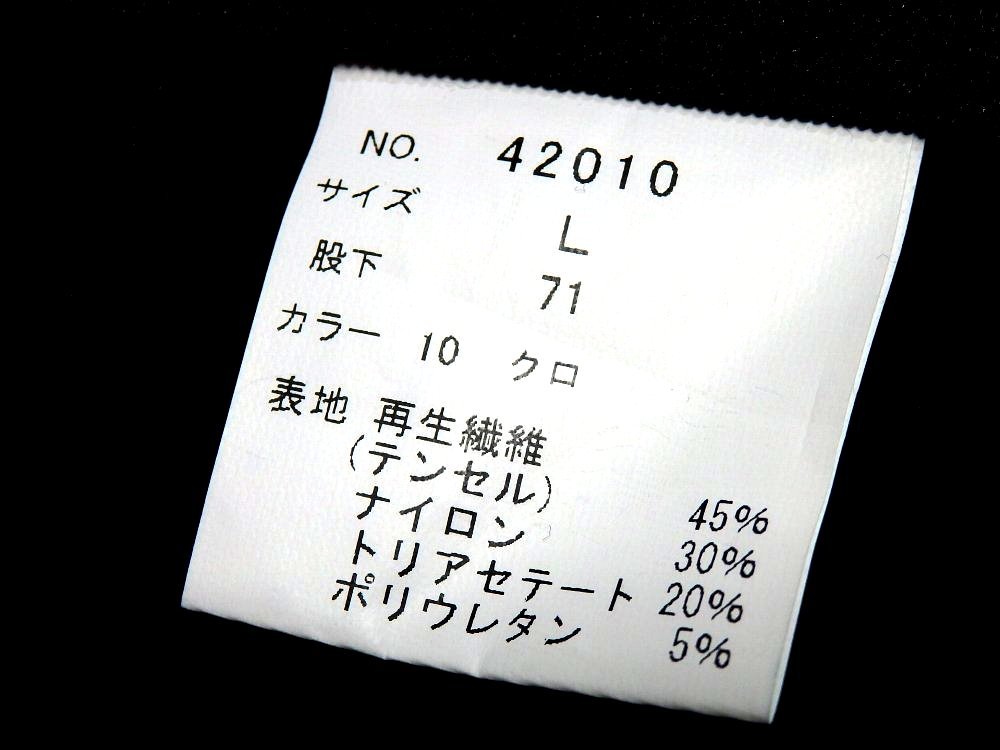 NO. 42010
サイズ L
股下 71
カラー 10 クロ
表地 再生繊維
(テンセル) 45%
ナイロン 30%
トリアセテート 20%
ポリウレタン 5%